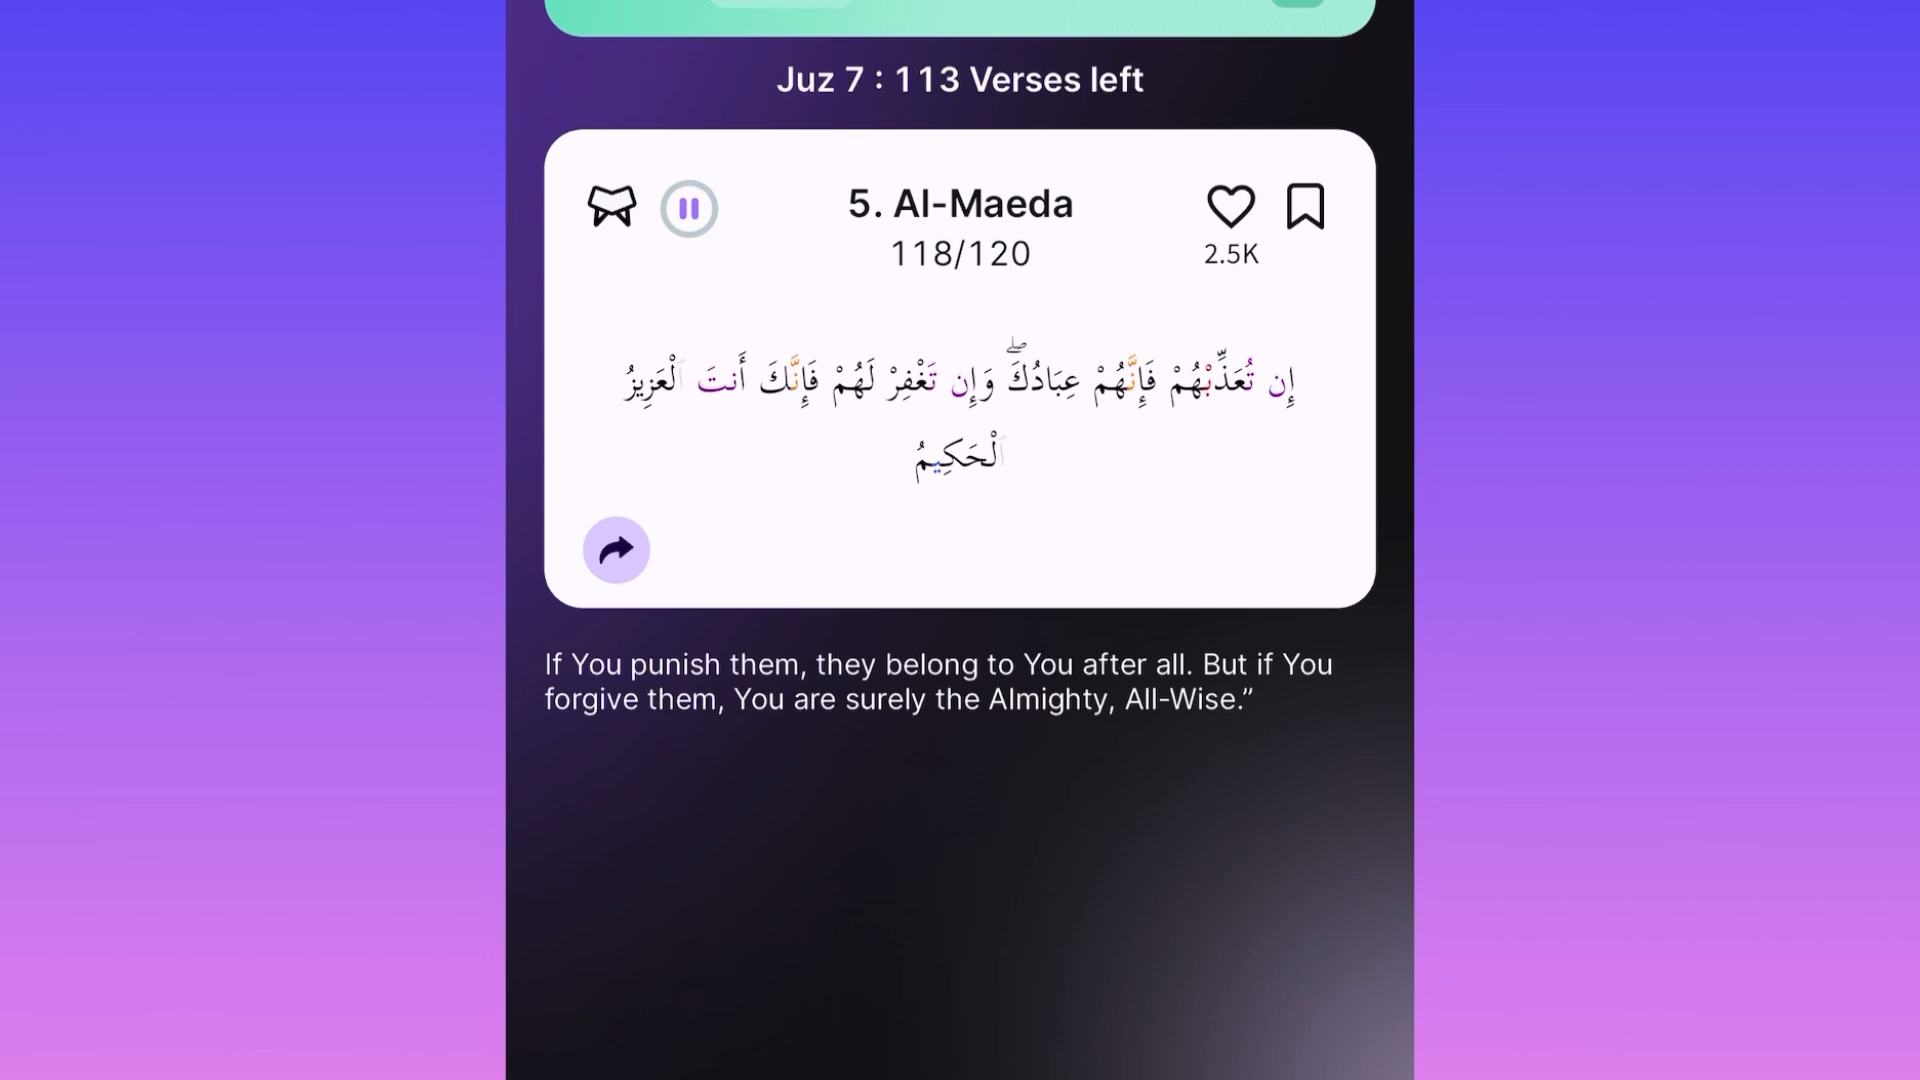 Juz 7 : 113 Verses left
5. Al-Maeda
118/120
2.5K
إِن تُعَذِّبْهُمْ فَإِنَّهُمْ عِبَادُكَ ۖ وَإِن تَغْفِرْ لَهُمْ فَإِنَّكَ أَنتَ ٱلْعَزِيزُ
ٱلْحَكِيمُ
If You punish them, they belong to You after all. But if You
forgive them, You are surely the Almighty, All-Wise.”